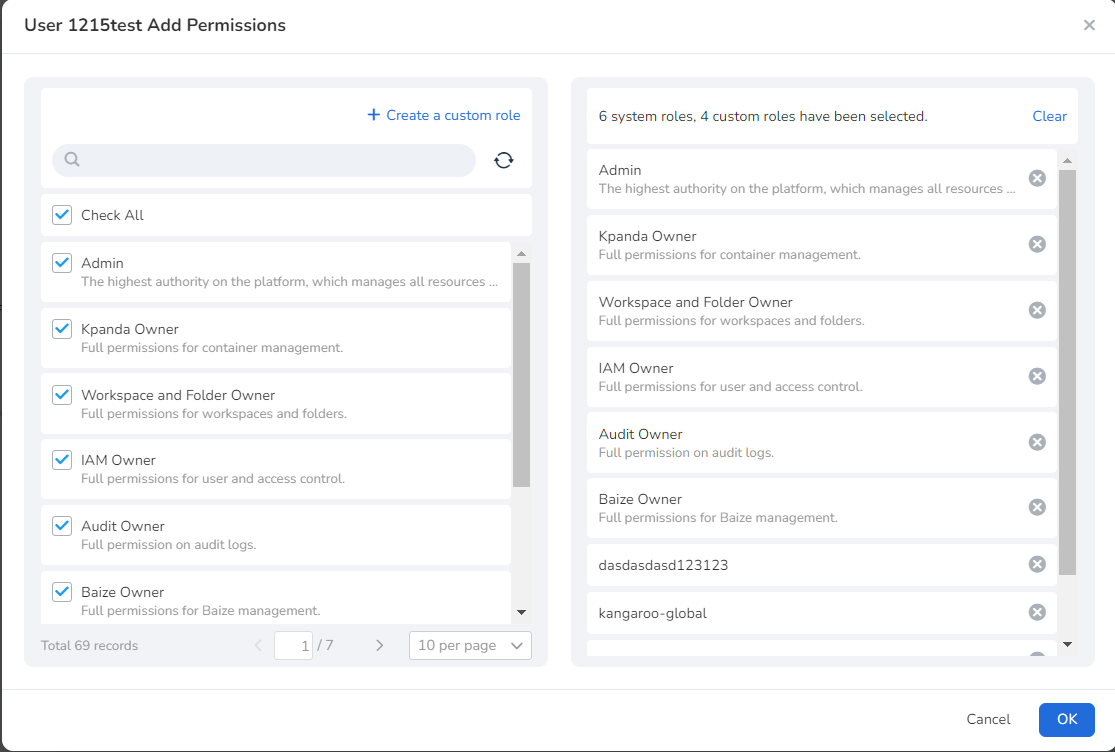 User 1215test Add Permissions
Create a custom role
Check All
Admin
The highest authority on the platform, which manages all resources ...
Kpanda Owner
Full permissions for container management.
Workspace and Folder Owner
Full permissions for workspaces and folders.
IAM Owner
Full permissions for user and access control.
Audit Owner
Full permission on audit logs.
Baize Owner
Full permissions for Baize management.
Total 69 records
1 / 7
10 per page
6 system roles, 4 custom roles have been selected.
Clear
Admin
The highest authority on the platform, which manages all resources ...
Kpanda Owner
Full permissions for container management.
Workspace and Folder Owner
Full permissions for workspaces and folders.
IAM Owner
Full permissions for user and access control.
Audit Owner
Full permission on audit logs.
Baize Owner
Full permissions for Baize management.
dasdasdasd123123
kangaroo-global
Cancel
OK